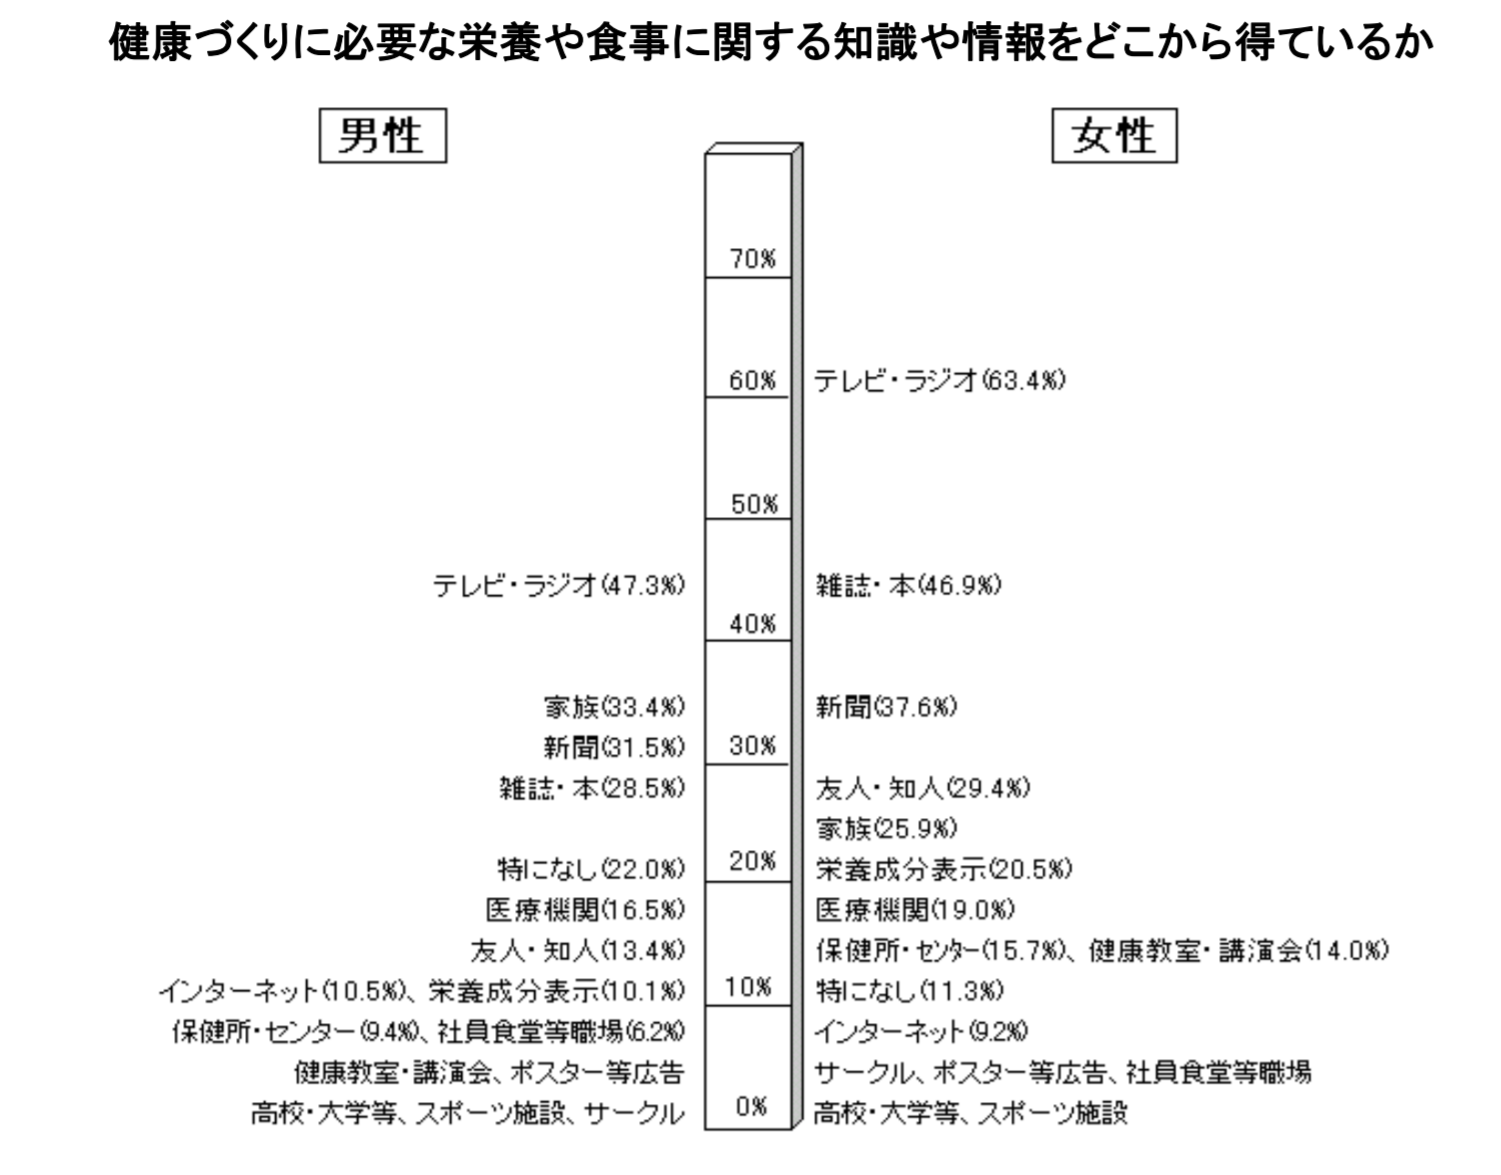 健康づくりに必要な栄養や食事に関する知識や情報をどこから得ているか
男性
女性
70%
60%
テレビ・ラジオ(63.4%)
50%
テレビ・ラジオ(47.3%)
雑誌・本(46.9%)
40%
家族(33.4%)
新聞(37.6%)
新聞(31.5%)
30%
雑誌・本(28.5%)
友人・知人(29.4%)
家族(25.9%)
特になし(22.0%)
20%
栄養成分表示(20.5%)
医療機関(16.5%)
医療機関(19.0%)
友人・知人(13.4%)
保健所・センター(15.7%)、健康教室・講演会(14.0%)
インターネット(10.5%)、栄養成分表示(10.1%)
10%
特になし(11.3%)
保健所・センター(9.4%)、社員食堂等職場(6.2%)
インターネット(9.2%)
健康教室・講演会、ポスター等広告
サークル、ポスター等広告、社員食堂等職場
高校・大学等、スポーツ施設、サークル
0%
高校・大学等、スポーツ施設